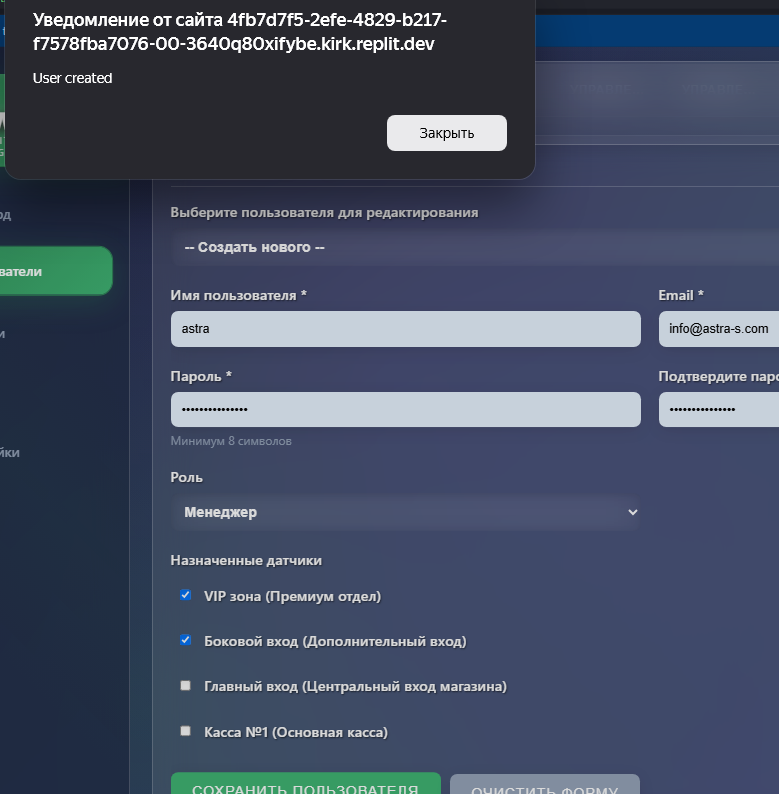 Уведомление от сайта 4fb7d7f5-2efe-4829-b217-
f7578fba7076-00-3640q80xifybe.kirk.replit.dev
User created
Закрыть
Выберите пользователя для редактирования
-- Создать нового --
Имя пользователя * Email *
astra info@astra-s.com
Пароль * Подтвердите паро
••••••••••••••• •••••••••••••••
Минимум 8 символов
Роль
Менеджер
Назначенные датчики
VIP зона (Премиум отдел)
Боковой вход (Дополнительный вход)
Главный вход (Центральный вход магазина)
Касса №1 (Основная касса)
СОХРАНИТЬ ПОЛЬЗОВАТЕЛЯ ОЧИСТИТЬ ФОРМУ